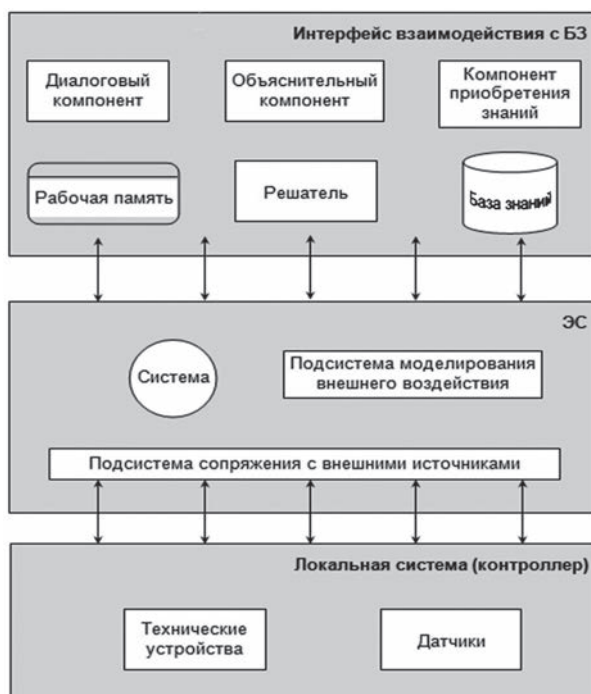 Интерфейс взаимодействия с БЗ
Диалоговый
компонент
Объяснительный
компонент
Компонент
приобретения
знаний
Рабочая память
Решатель
База знаний
ЭС
Система
Подсистема моделирования
внешнего воздействия
Подсистема сопряжения с внешними источниками
Локальная система (контроллер)
Технические
устройства
Датчики